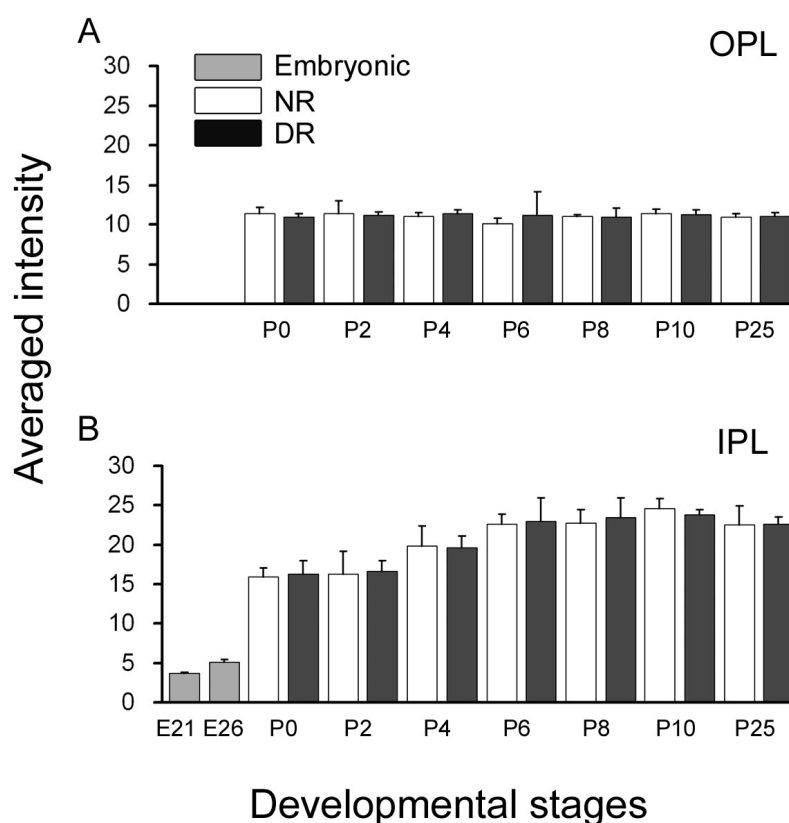 A
OPL
Embryonic
NR
DR
30
25
20
15
10
5
0
P0 P2 P4 P6 P8 P10 P25
Averaged intensity
B
IPL
30
25
20
15
10
5
0
E21 E26 P0 P2 P4 P6 P8 P10 P25
Developmental stages